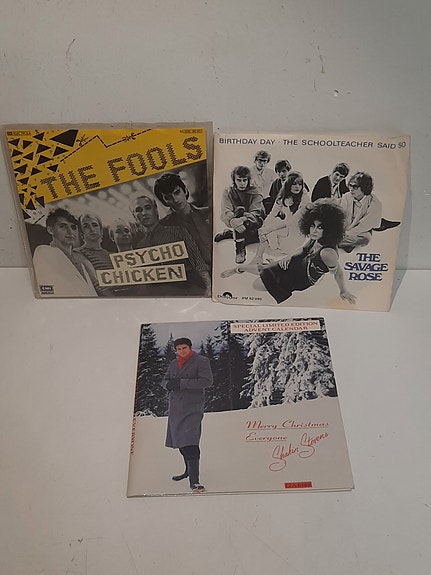 THE FOOLS
PSYCHO
CHICKEN
EMI
BIRTHDAY DAY · THE SCHOOLTEACHER SAID SO
THE
SAVAGE
ROSE
SPECIAL LIMITED EDITION
ADVENT CALENDAR
Merry Christmas
Everyone
Shakin' Stevens